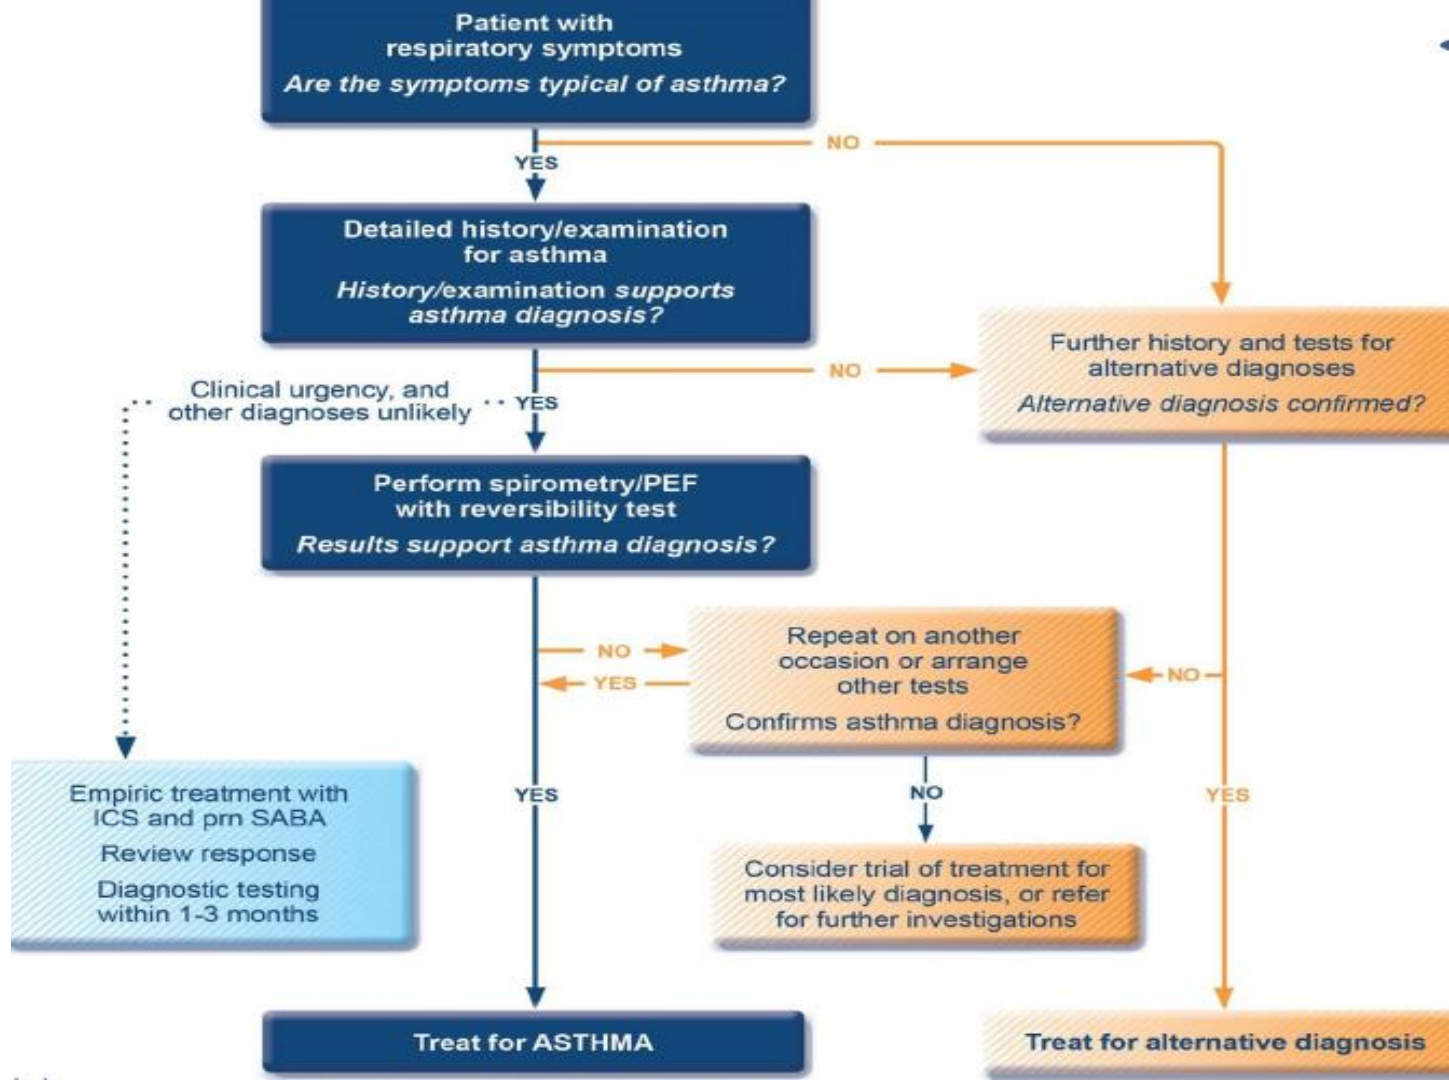 Patient with
respiratory symptoms
Are the symptoms typical of asthma?
NO
YES
Detailed history/examination
for asthma
History/examination supports
asthma diagnosis?
Further history and tests for
alternative diagnoses
Alternative diagnosis confirmed?
NO
Clinical urgency, and
other diagnoses unlikely
YES
Perform spirometry/PEF
with reversibility test
Results support asthma diagnosis?
Repeat on another
occasion or arrange
other tests
Confirms asthma diagnosis?
NO
YES
NO
Empiric treatment with
ICS and prn SABA
Review response
Diagnostic testing
within 1-3 months
YES
NO
YES
Consider trial of treatment for
most likely diagnosis, or refer
for further investigations
Treat for ASTHMA
Treat for alternative diagnosis